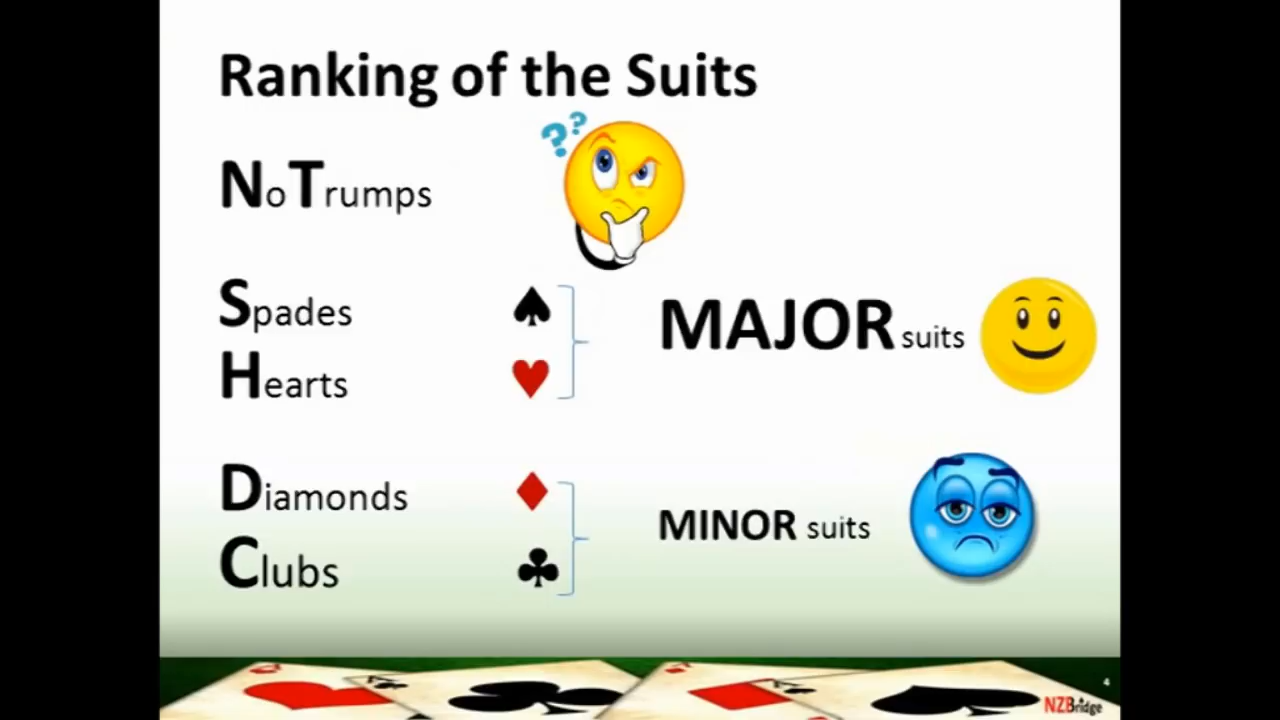 Ranking of the Suits
??
NoTrumps
Spades
MAJOR suits
Hearts
Diamonds
MINOR suits
Clubs
4
NZBridge